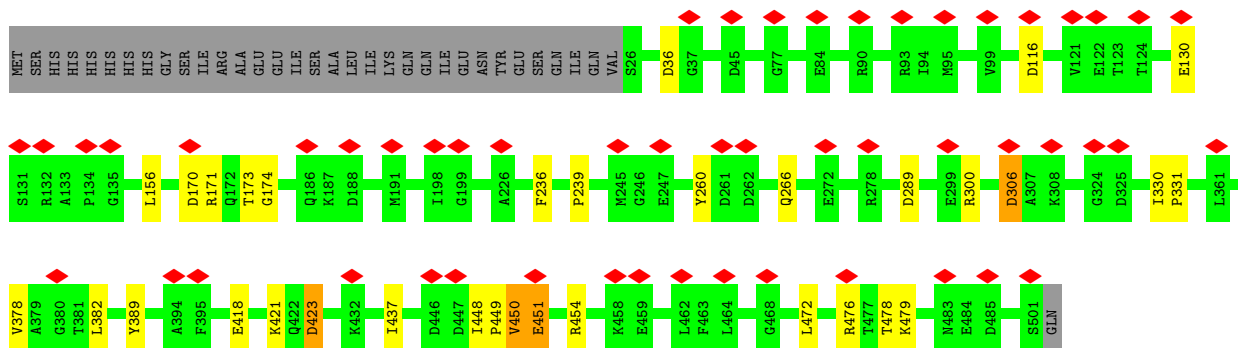 MET SER HIS HIS HIS HIS HIS HIS GLY SER ILE ARG ALA GLU GLU ILE SER ALA LEU ILE LYS GLN GLN ILE GLU ASN TYR GLU SER GLN ILE GLN VAL S26 D36 G37 D45 G77 E84 R90 R93 I94 M95 V99 D116 V121 E122 T123 T124 E130
S131 R132 A133 P134 G135 L156 D170 R171 Q172 T173 G174 Q186 K187 D188 M191 I198 G199 A226 F236 P239 M245 G246 E247 Y260 D261 D262 Q266 E272 R278 D289 E299 R300 D306 A307 K308 G324 D325 I330 P331 L361
V378 A379 G380 T381 L382 Y389 A394 F395 E418 K421 Q422 D423 K432 I437 D446 D447 I448 P449 V450 E451 R454 K458 E459 L462 F463 L464 G468 L472 R476 T477 T478 K479 N483 E484 D485 S501 GLN